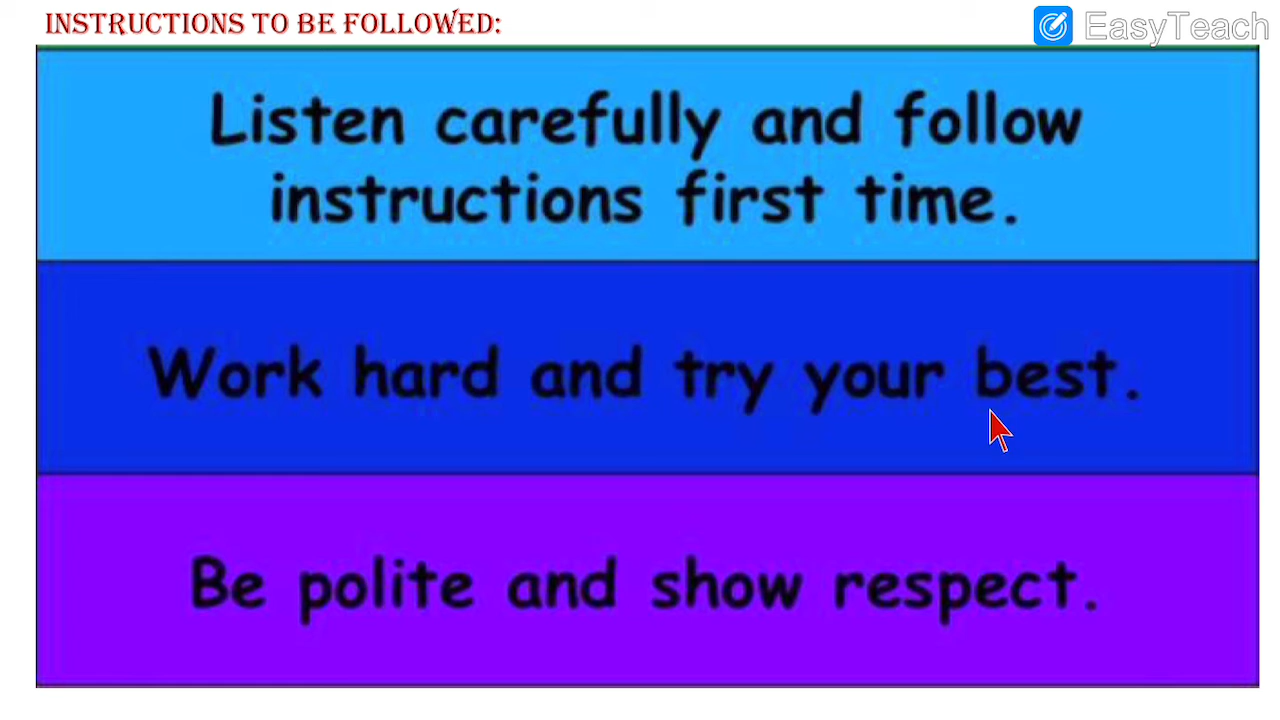 INSTRUCTIONS TO BE FOLLOWED:
EasyTeach
Listen carefully and follow
instructions first time.
Work hard and try your best.
Be polite and show respect.